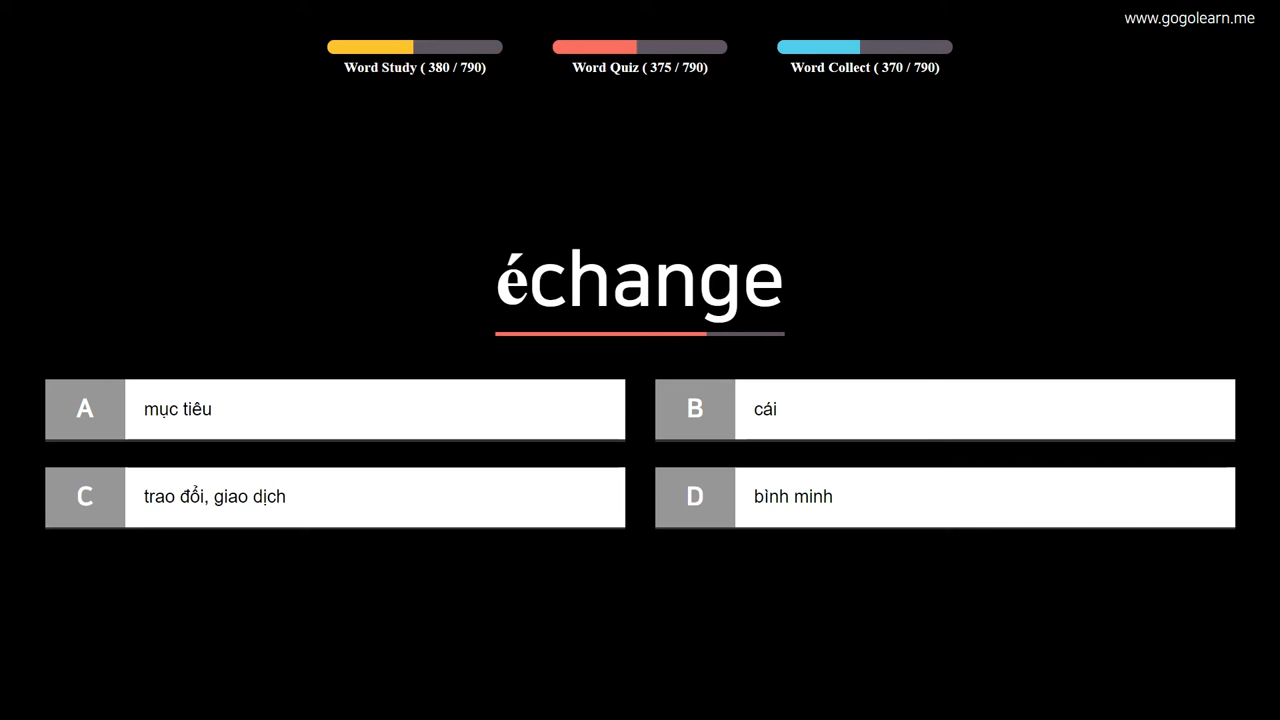 www.gogolearn.me
Word Study ( 380 / 790)
Word Quiz ( 375 / 790)
Word Collect ( 370 / 790)
échange
A mục tiêu
B cái
C trao đổi, giao dịch
D bình minh